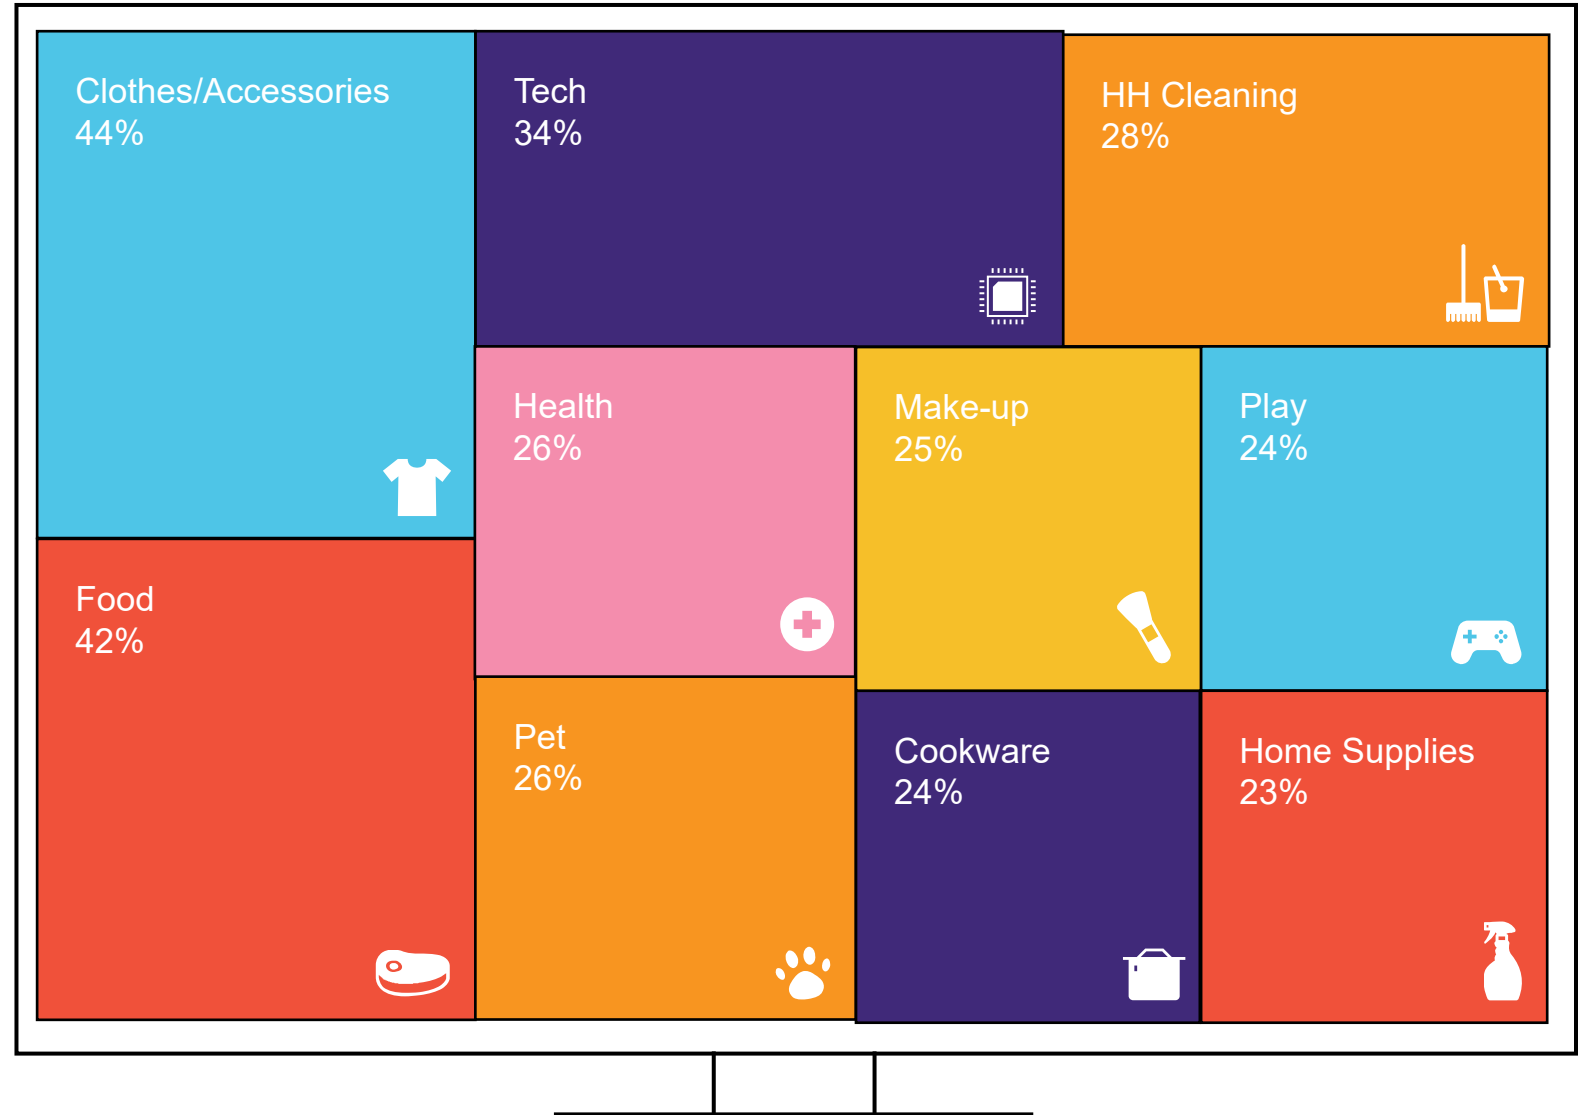 Clothes/Accessories
44%
Tech
34%
HH Cleaning
28%
Health
26%
Make-up
25%
Play
24%
Food
42%
Pet
26%
Cookware
24%
Home Supplies
23%